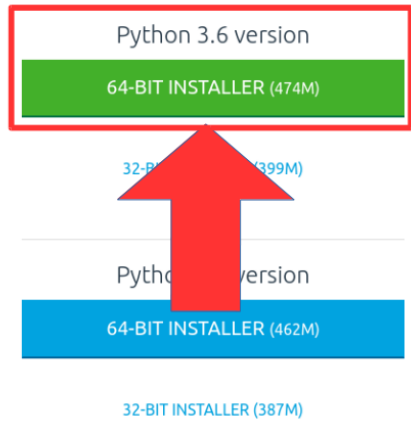 Python 3.6 version
64-BIT INSTALLER (474M)
(399M)
version
64-BIT INSTALLER (462M)
32-BIT INSTALLER (387M)